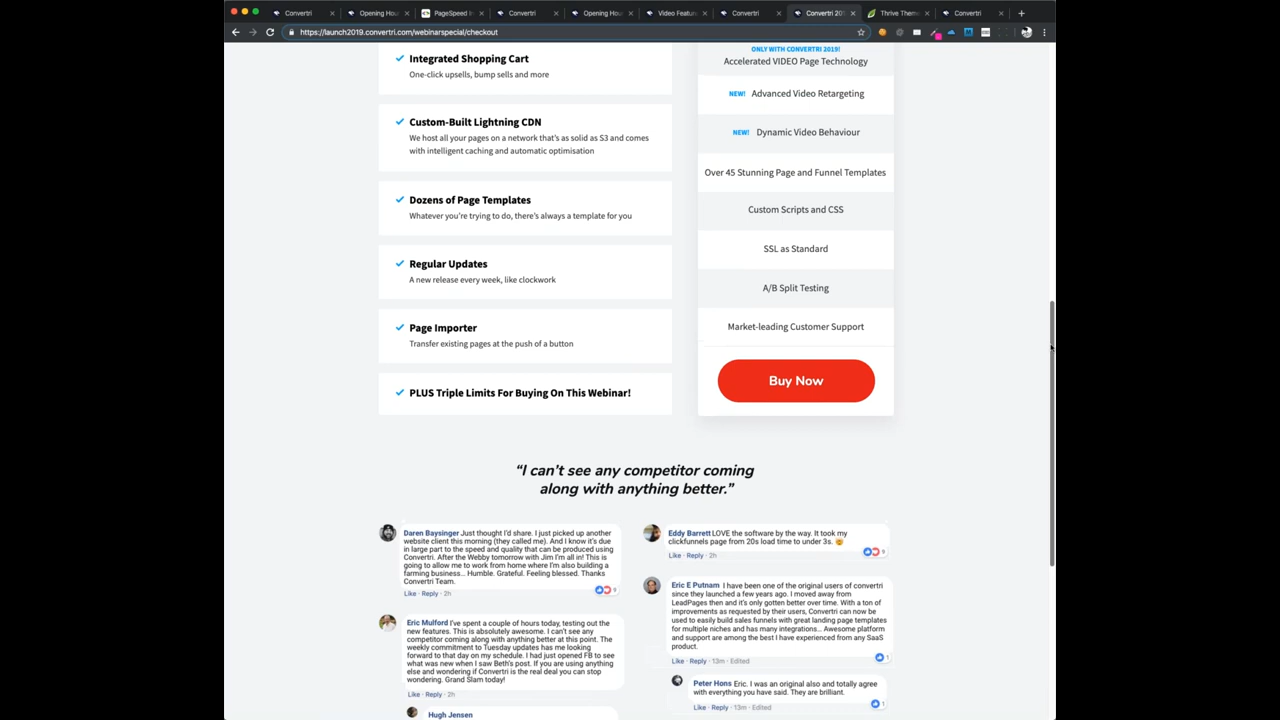 Convertri
Opening Hour
PageSpeed I
Convertri
Opening Hour
Video Feature
Convertri
Convertri 201
Thrive Them
Convertri
https://launch2019.convertri.com/webinarspecial/checkout
Integrated Shopping Cart
One-click upsells, bump sells and more
Custom-Built Lightning CDN
We host all your pages on a network that's as solid as S3 and comes
with intelligent caching and automatic optimisation
Dozens of Page Templates
Whatever you're trying to do, there's always a template for you
Regular Updates
A new release every week, like clockwork
Page Importer
Transfer existing pages at the push of a button
PLUS Triple Limits For Buying On This Webinar!
ONLY WITH CONVERTRI 2019!
Accelerated VIDEO Page Technology
NEW! Advanced Video Retargeting
NEW! Dynamic Video Behaviour
Over 45 Stunning Page and Funnel Templates
Custom Scripts and CSS
SSL as Standard
A/B Split Testing
Market-leading Customer Support
Buy Now
“I can't see any competitor coming
along with anything better.”
Daren Baysinger Just thought I'd share. I just picked up another
website client this morning (they called me). And I know it's due
in large part to the speed and quality that can be produced using
Convertri. After the Webby tomorrow with Jim I'm all in! This is
going to allow me to work from home where I'm also building a
farming business... Humble. Grateful. Feeling blessed. Thanks
Convertri Team.
Like · Reply · 2h
9
Eric Mulford I've spent a couple of hours today, testing out the
new features. This is absolutely awesome. I can't see any
competitor coming along with anything better at this point. The
weekly commitment to Tuesday updates has me looking
forward to that day on my schedule. I had just opened FB to see
what was new when I saw Beth's post. If you are using anything
else and wondering if Convertri is the real deal you can stop
wondering. Grand Slam today!
Like · Reply · 2h
Hugh Jensen
Eddy Barrett LOVE the software by the way. It took my
clickfunnels page from 20s load time to under 3s.
Like · Reply · 2h
9
Eric E Putnam I have been one of the original users of convertri
since they launched a few years ago. I moved away from
LeadPages then and it's only gotten better over time. With a ton of
improvements as requested by their users, Convertri can now be
used to easily build sales funnels with great landing page templates
for multiple niches and has many integrations... Awesome platform
and support are among the best I have experienced from any SaaS
product.
Like · Reply · 13m · Edited
1
Peter Hons Eric. I was an original also and totally agree
with everything you have said. They are brilliant.
Like · Reply · 13m · Edited
1